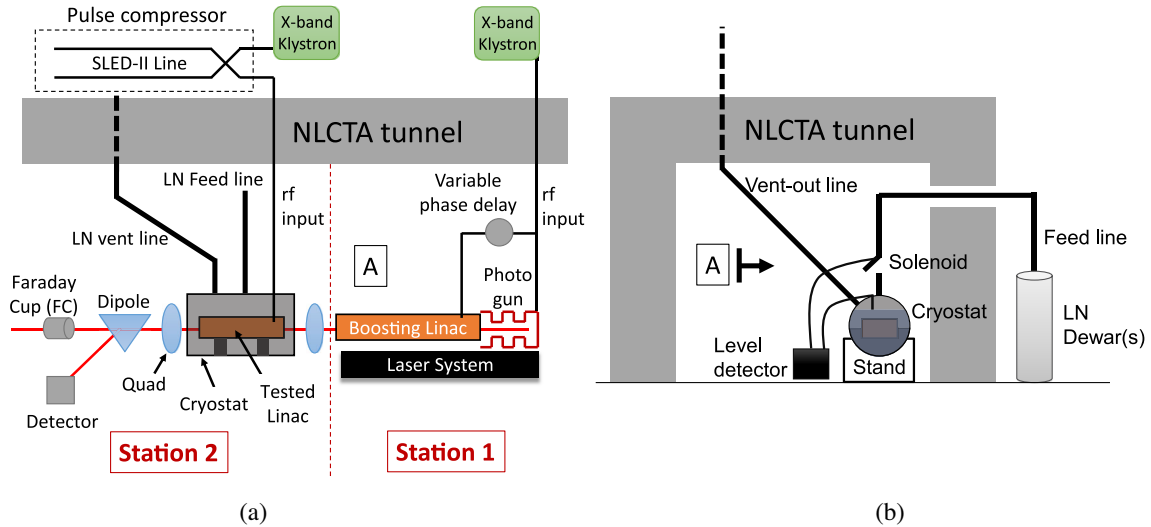 Pulse compressor
SLED-II Line
X-band
Klystron
X-band
Klystron
NLCTA tunnel
LN Feed line
rf
input
Variable
phase delay
rf
input
LN vent line
A
Photo
gun
Faraday
Cup (FC)
Dipole
Boosting Linac
Laser System
Quad
Cryostat
Tested
Linac
Detector
Station 2
Station 1
(a)
NLCTA tunnel
Vent-out line
A
Solenoid
Feed line
Cryostat
LN
Dewar(s)
Level
detector
Stand
(b)